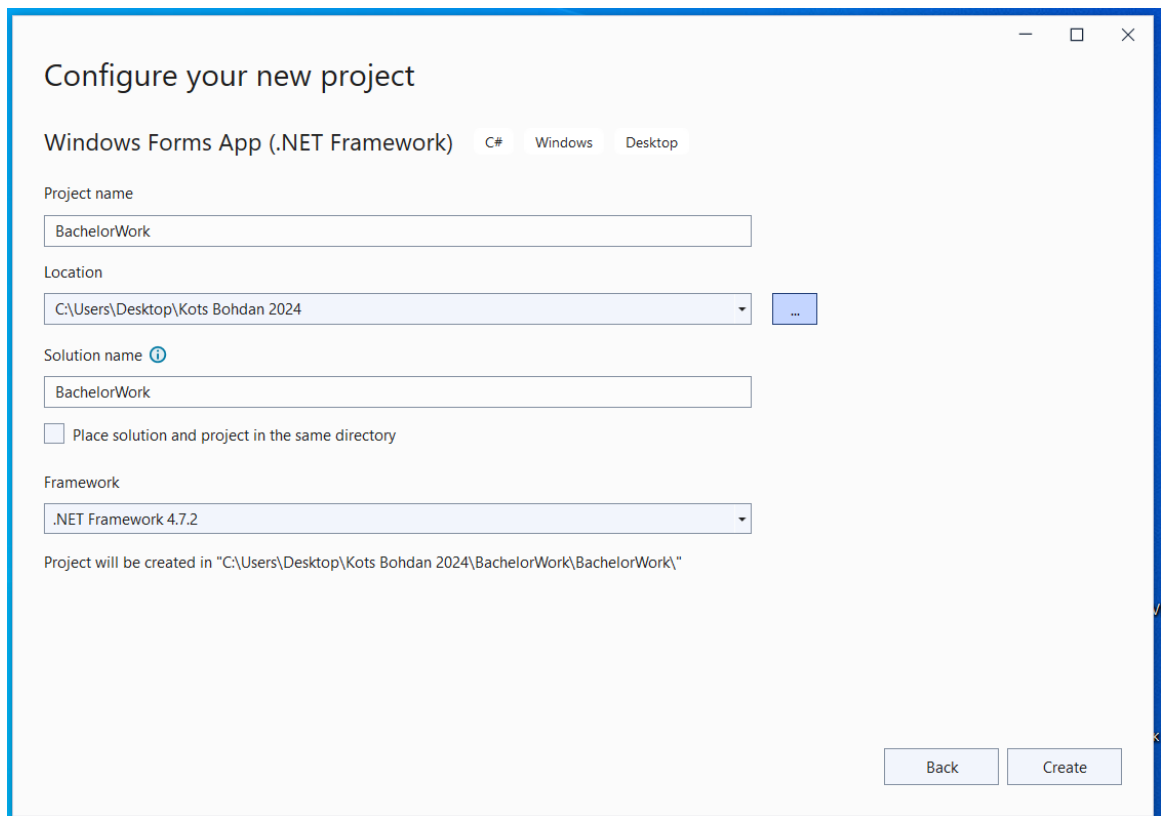 Configure your new project
Windows Forms App (.NET Framework) C# Windows Desktop
Project name
BachelorWork
Location
C:\Users\Desktop\Kots Bohdan 2024
...
Solution name
BachelorWork
Place solution and project in the same directory
Framework
.NET Framework 4.7.2
Project will be created in "C:\Users\Desktop\Kots Bohdan 2024\BachelorWork\BachelorWork\"
Back Create